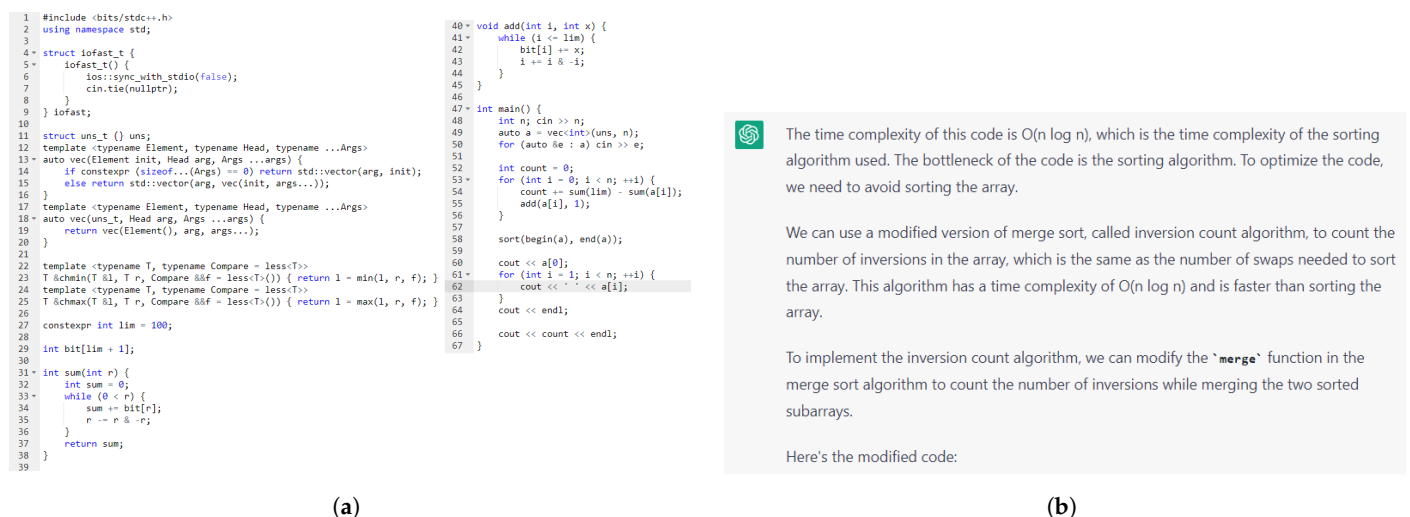 1 #include <bits/stdc++.h>
2 using namespace std;
3
4 struct iofast_t {
5 iofast_t() {
6 ios::sync_with_stdio(false);
7 cin.tie(nullptr);
8 }
9 } iofast;
10
11 struct uns_t {} uns;
12 template <typename Element, typename Head, typename ...Args>
13 auto vec(Element init, Head arg, Args ...args) {
14 if constexpr (sizeof...(Args) == 0) return std::vector(arg, init);
15 else return std::vector(arg, vec(init, args...));
16 }
17 template <typename Element, typename Head, typename ...Args>
18 auto vec(uns_t, Head arg, Args ...args) {
19 return vec(Element(), arg, args...);
20 }
21
22 template <typename T, typename Compare = less<T>>
23 T &chmin(T &l, T r, Compare &&f = less<T>()) { return l = min(l, r, f); }
24 template <typename T, typename Compare = less<T>>
25 T &chmax(T &l, T r, Compare &&f = less<T>()) { return l = max(l, r, f); }
26
27 constexpr int lim = 100;
28
29 int bit[lim + 1];
30
31 int sum(int r) {
32 int sum = 0;
33 while (0 < r) {
34 sum += bit[r];
35 r -= r & -r;
36 }
37 return sum;
38 }
39
40 void add(int i, int x) {
41 while (i <= lim) {
42 bit[i] += x;
43 i += i & -i;
44 }
45 }
46
47 int main() {
48 int n; cin >> n;
49 auto a = vec<int>(uns, n);
50 for (auto &e : a) cin >> e;
51
52 int count = 0;
53 for (int i = 0; i < n; ++i) {
54 count += sum(lim) - sum(a[i]);
55 add(a[i], 1);
56 }
57
58 sort(begin(a), end(a));
59
60 cout << a[0];
61 for (int i = 1; i < n; ++i) {
62 cout << ' ' << a[i];
63 }
64 cout << endl;
65
66 cout << count << endl;
67 }
(a)
The time complexity of this code is O(n log n), which is the time complexity of the sorting
algorithm used. The bottleneck of the code is the sorting algorithm. To optimize the code,
we need to avoid sorting the array.
We can use a modified version of merge sort, called inversion count algorithm, to count the
number of inversions in the array, which is the same as the number of swaps needed to sort
the array. This algorithm has a time complexity of O(n log n) and is faster than sorting the
array.
To implement the inversion count algorithm, we can modify the `merge` function in the
merge sort algorithm to count the number of inversions while merging the two sorted
subarrays.
Here's the modified code:
(b)